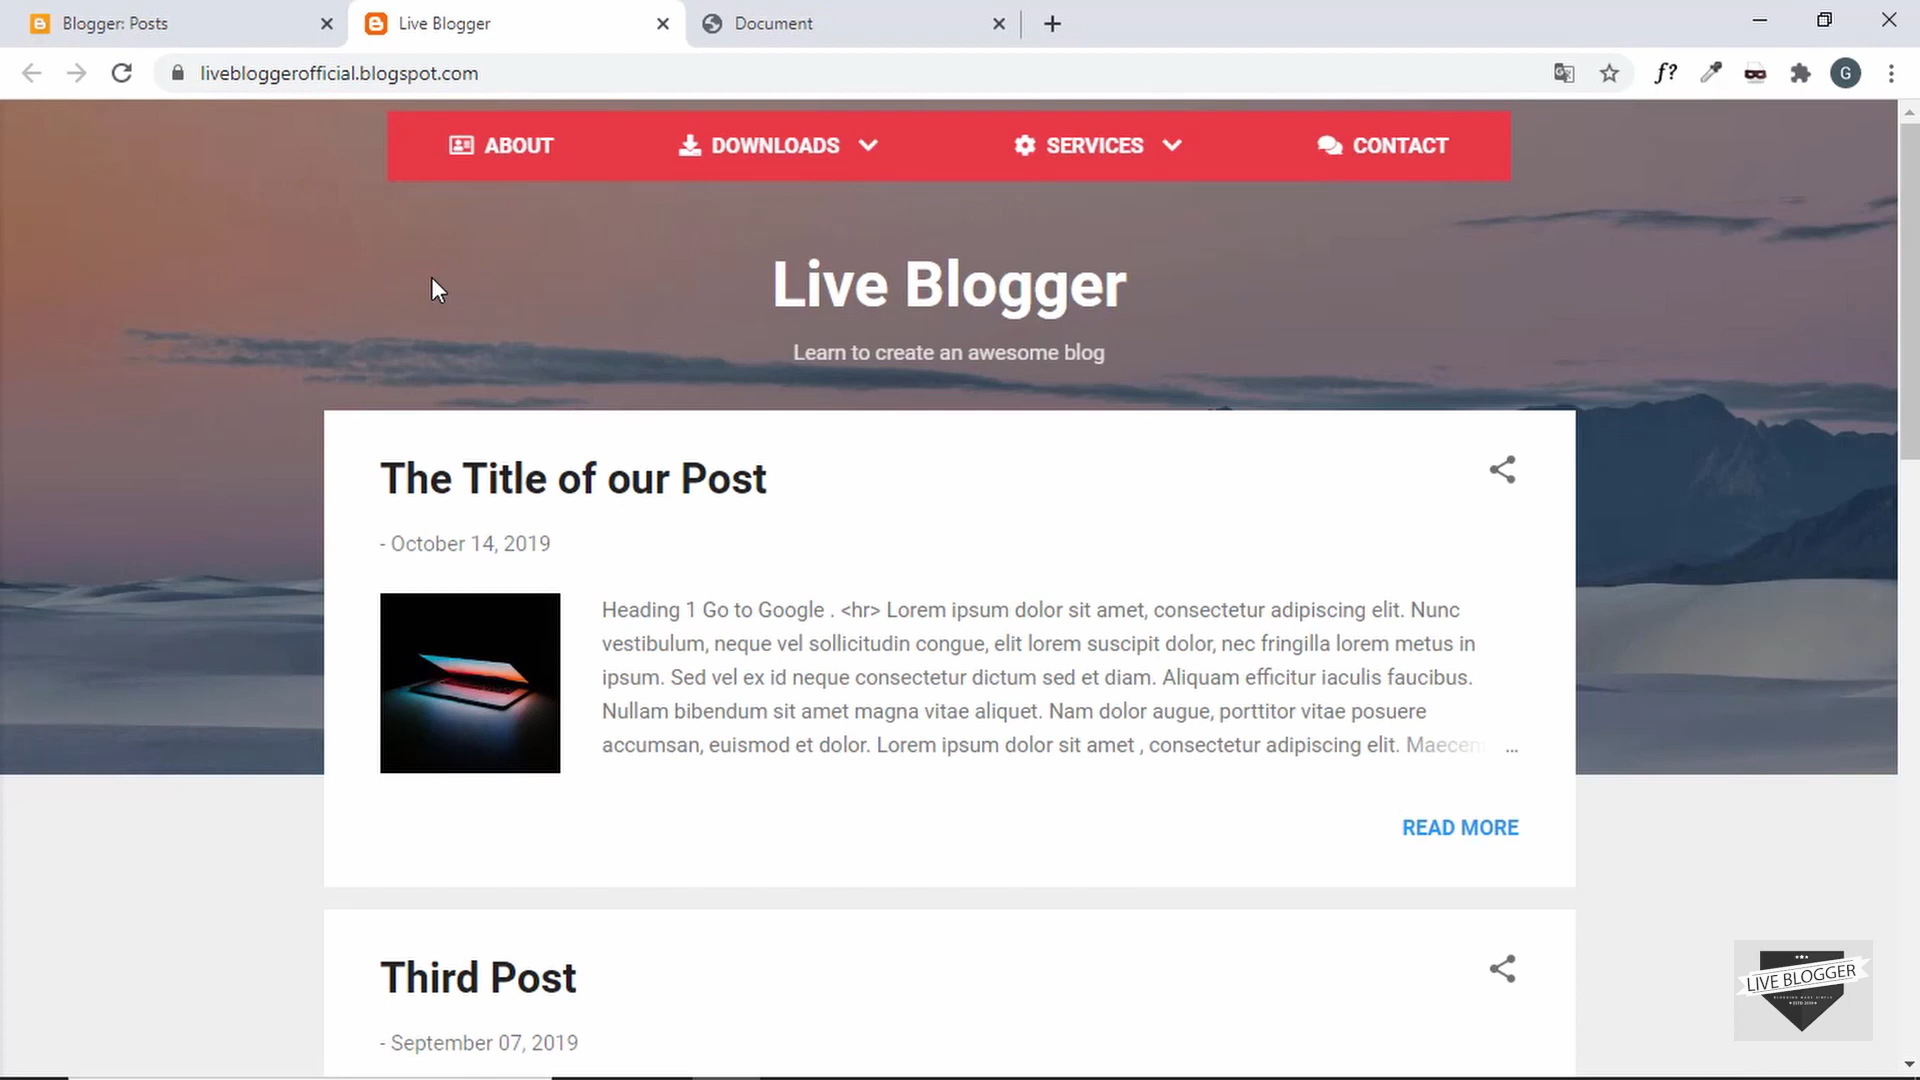 Blogger: Posts
Live Blogger
Document
livebloggerofficial.blogspot.com
f?
G
ABOUT
DOWNLOADS
SERVICES
CONTACT
Live Blogger
Learn to create an awesome blog
The Title of our Post
- October 14, 2019
Heading 1 Go to Google . <hr> Lorem ipsum dolor sit amet, consectetur adipiscing elit. Nunc
vestibulum, neque vel sollicitudin congue, elit lorem suscipit dolor, nec fringilla lorem metus in
ipsum. Sed vel ex id neque consectetur dictum sed et diam. Aliquam efficitur iaculis faucibus.
Nullam bibendum sit amet magna vitae aliquet. Nam dolor augue, porttitor vitae posuere
accumsan, euismod et dolor. Lorem ipsum dolor sit amet , consectetur adipiscing elit. Maecen ...
READ MORE
Third Post
- September 07, 2019
LIVE BLOGGER